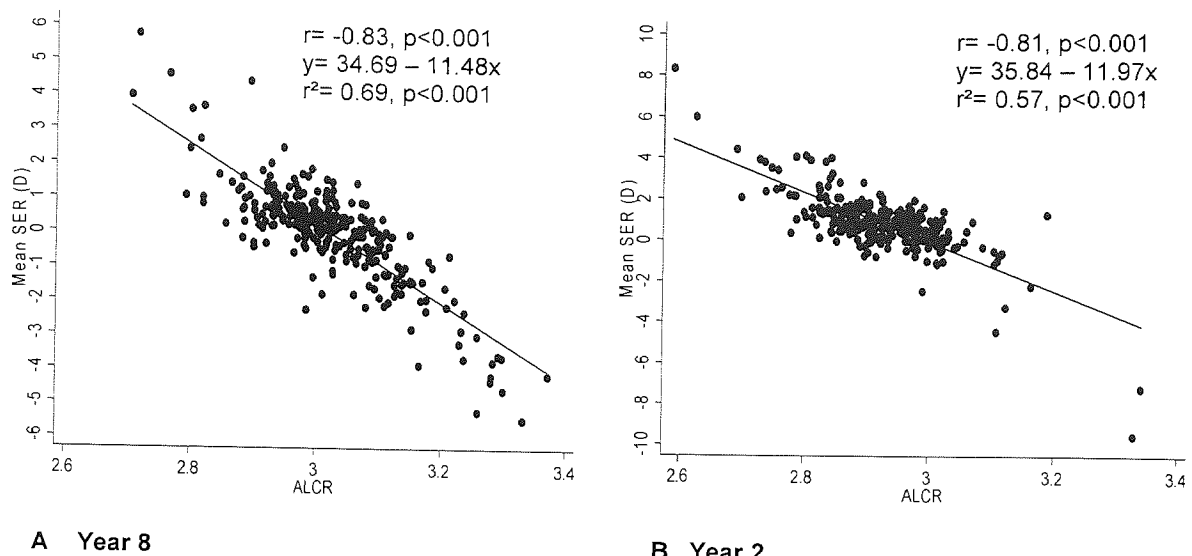 r= -0.83, p<0.001
y= 34.69 – 11.48x
r²= 0.69, p<0.001
Mean SER (D)
6
5
4
3
2
1
0
-1
-2
-3
-4
-5
-6
2.6 2.8 3 3.2 3.4
ALCR
A Year 8
r= -0.81, p<0.001
y= 35.84 – 11.97x
r²= 0.57, p<0.001
Mean SER (D)
10
8
6
4
2
0
-2
-4
-6
-8
-10
2.6 2.8 3 3.2 3.4
ALCR
B Year 2